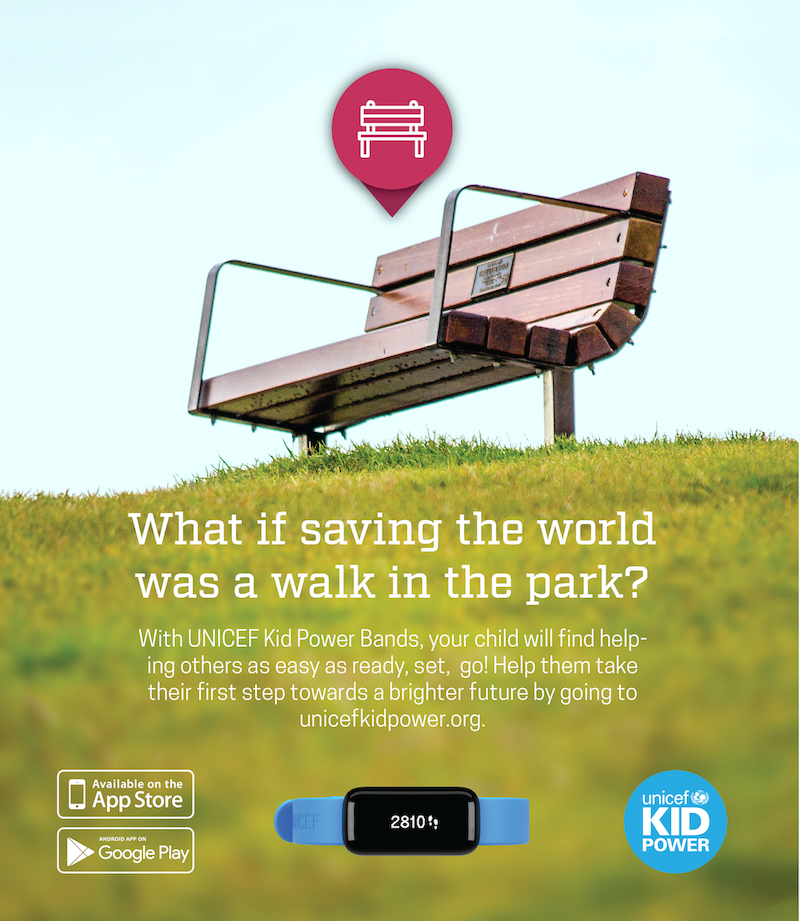 What if saving the world
was a walk in the park?
With UNICEF Kid Power Bands, your child will find help-
ing others as easy as ready, set,  go! Help them take
their first step towards a brighter future by going to
unicefkidpower.org.
Available on the
App Store
ANDROID APP ON
Google Play
NICEF
2810
unicef
KID
POWER